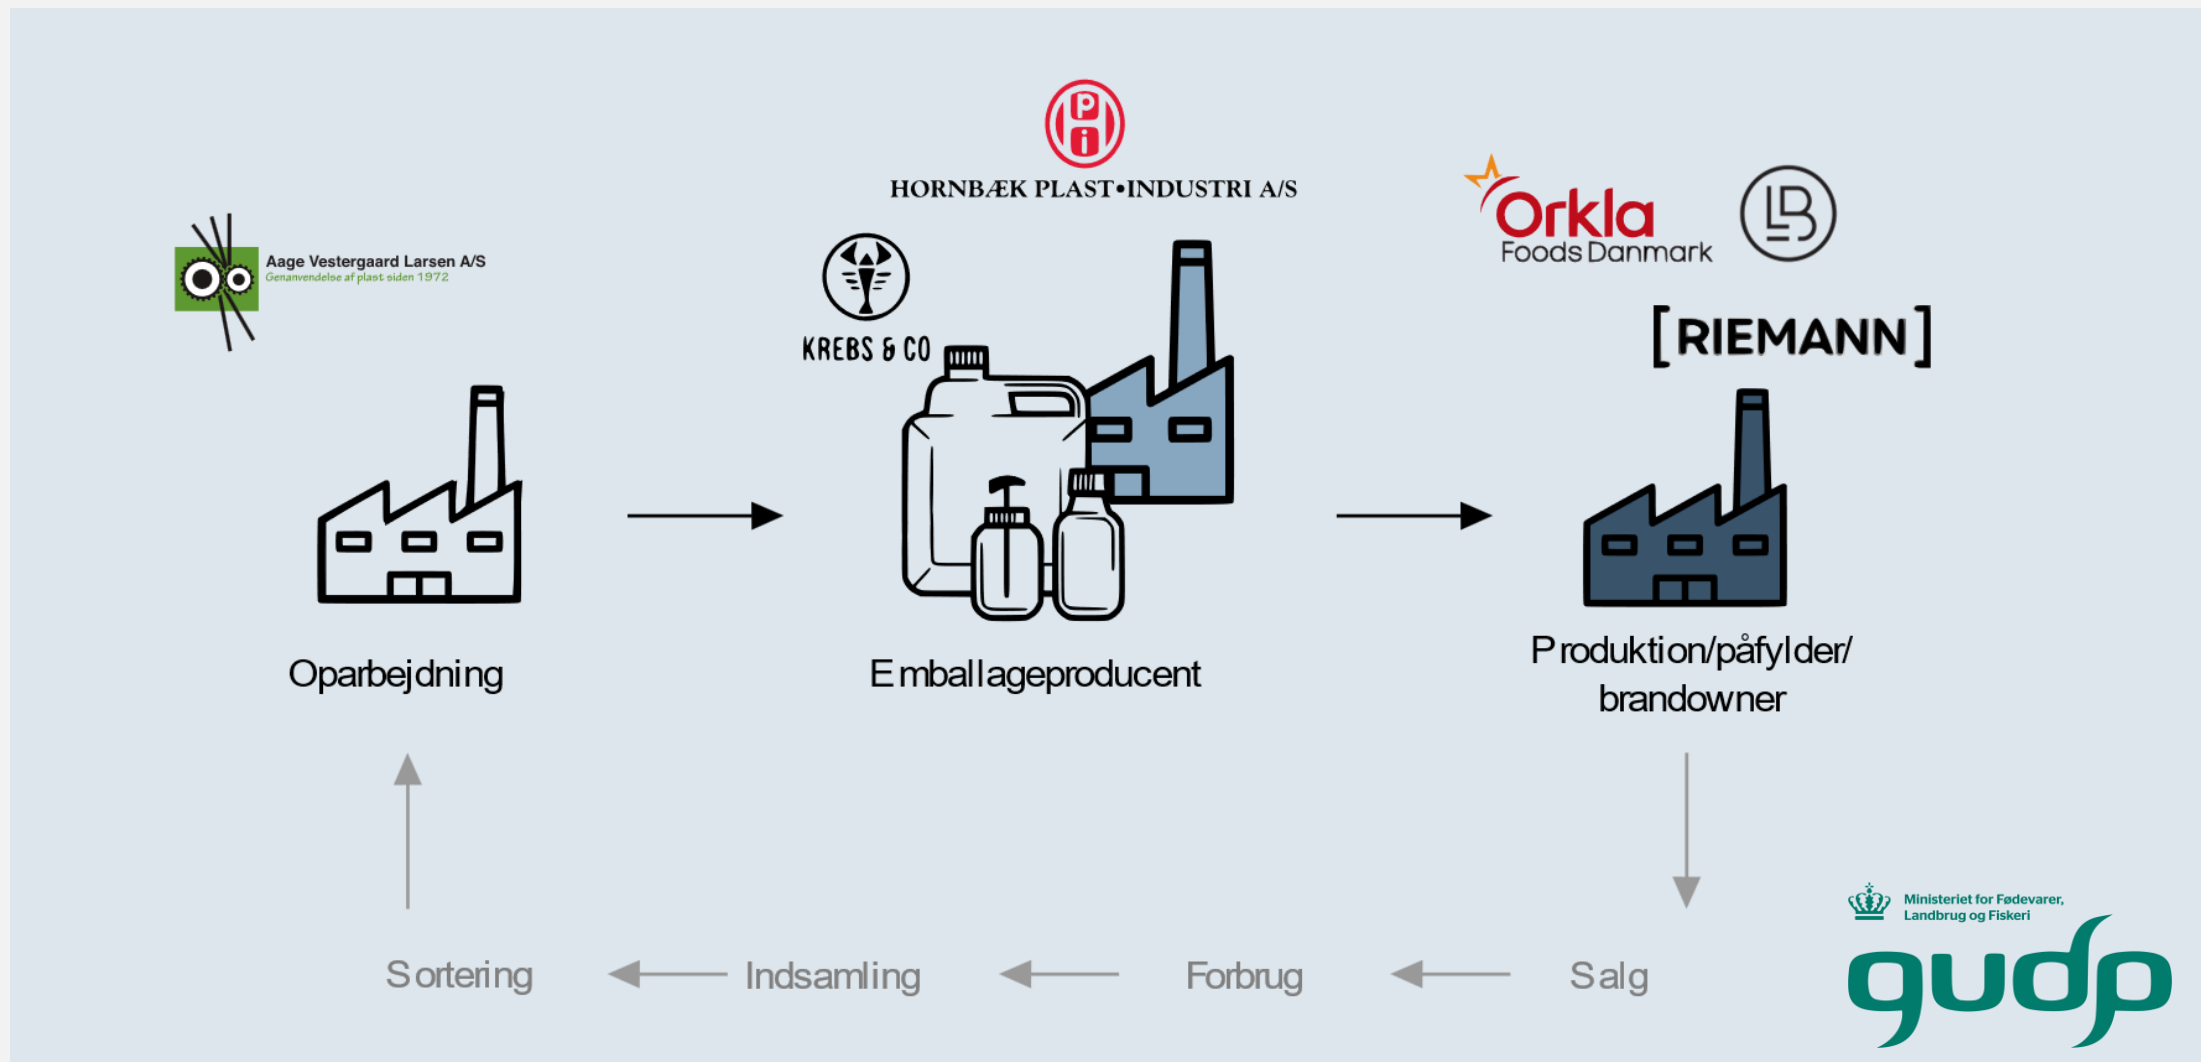 HORNBÆK PLAST•INDUSTRI A/S
Aage Vestergaard Larsen A/S
Genanvendelse af plast siden 1972
KREBS & CO
Orkla
Foods Danmark
LB
[RIEMANN]
Oparbejdning
Emballageproducent
Produktion/påfylder/
brandowner
Sortering
Indsamling
Forbrug
Salg
Ministeriet for Fødevarer,
Landbrug og Fiskeri
gudp